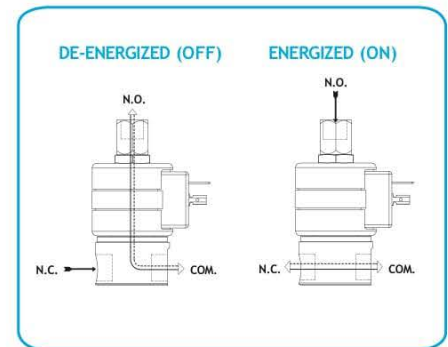 DE-ENERGIZED (OFF)
N.O.
N.C.
COM.
ENERGIZED (ON)
N.O.
N.C.
COM.